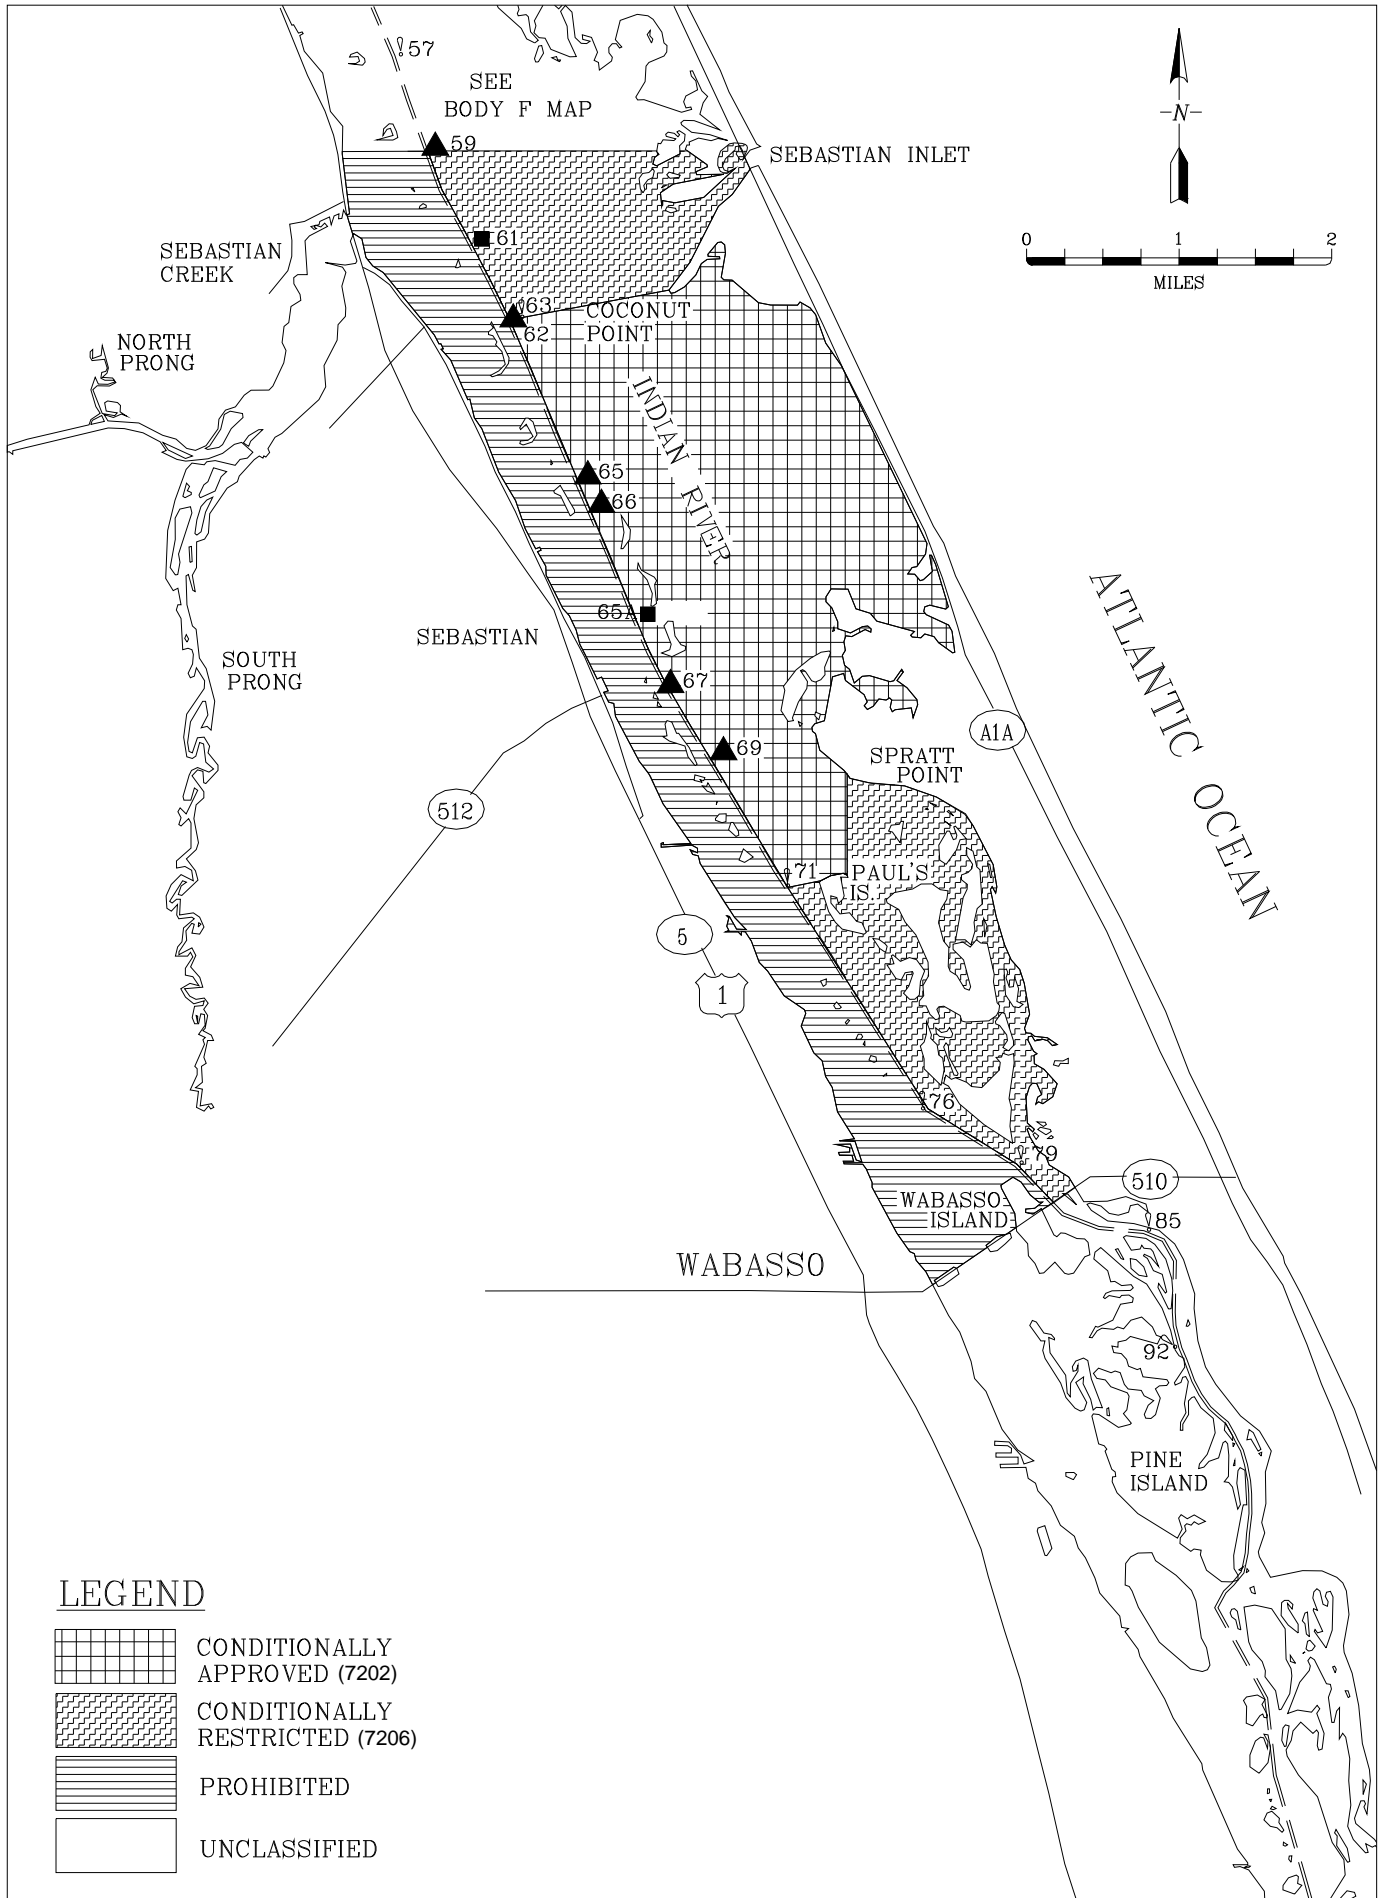 57
SEE
BODY F MAP
-N-
59
SEBASTIAN INLET
61
SEBASTIAN
CREEK
0 1 2
MILES
63
62
COCONUT
POINT
NORTH
PRONG
INDIAN RIVER
65
66
65A
SEBASTIAN
SOUTH
PRONG
67
69
ATLANTIC OCEAN
A1A
SPRATT
POINT
512
71
PAUL'S
IS.
5
1
76
79
510
WABASSO
ISLAND
85
WABASSO
92
PINE
ISLAND
LEGEND
CONDITIONALLY
APPROVED (7202)
CONDITIONALLY
RESTRICTED (7206)
PROHIBITED
UNCLASSIFIED